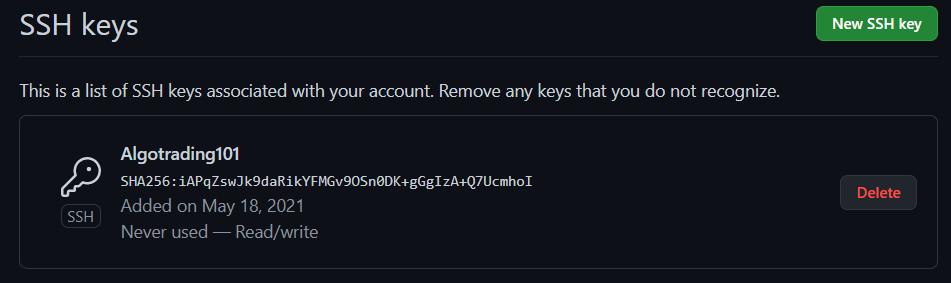 SSH keys
New SSH key
This is a list of SSH keys associated with your account. Remove any keys that you do not recognize.
Algotrading101
SHA256:iAPqZswJk9daRikYFMGv9OSn0DK+gGgIzA+Q7UcmhoI
SSH
Added on May 18, 2021
Never used — Read/write
Delete